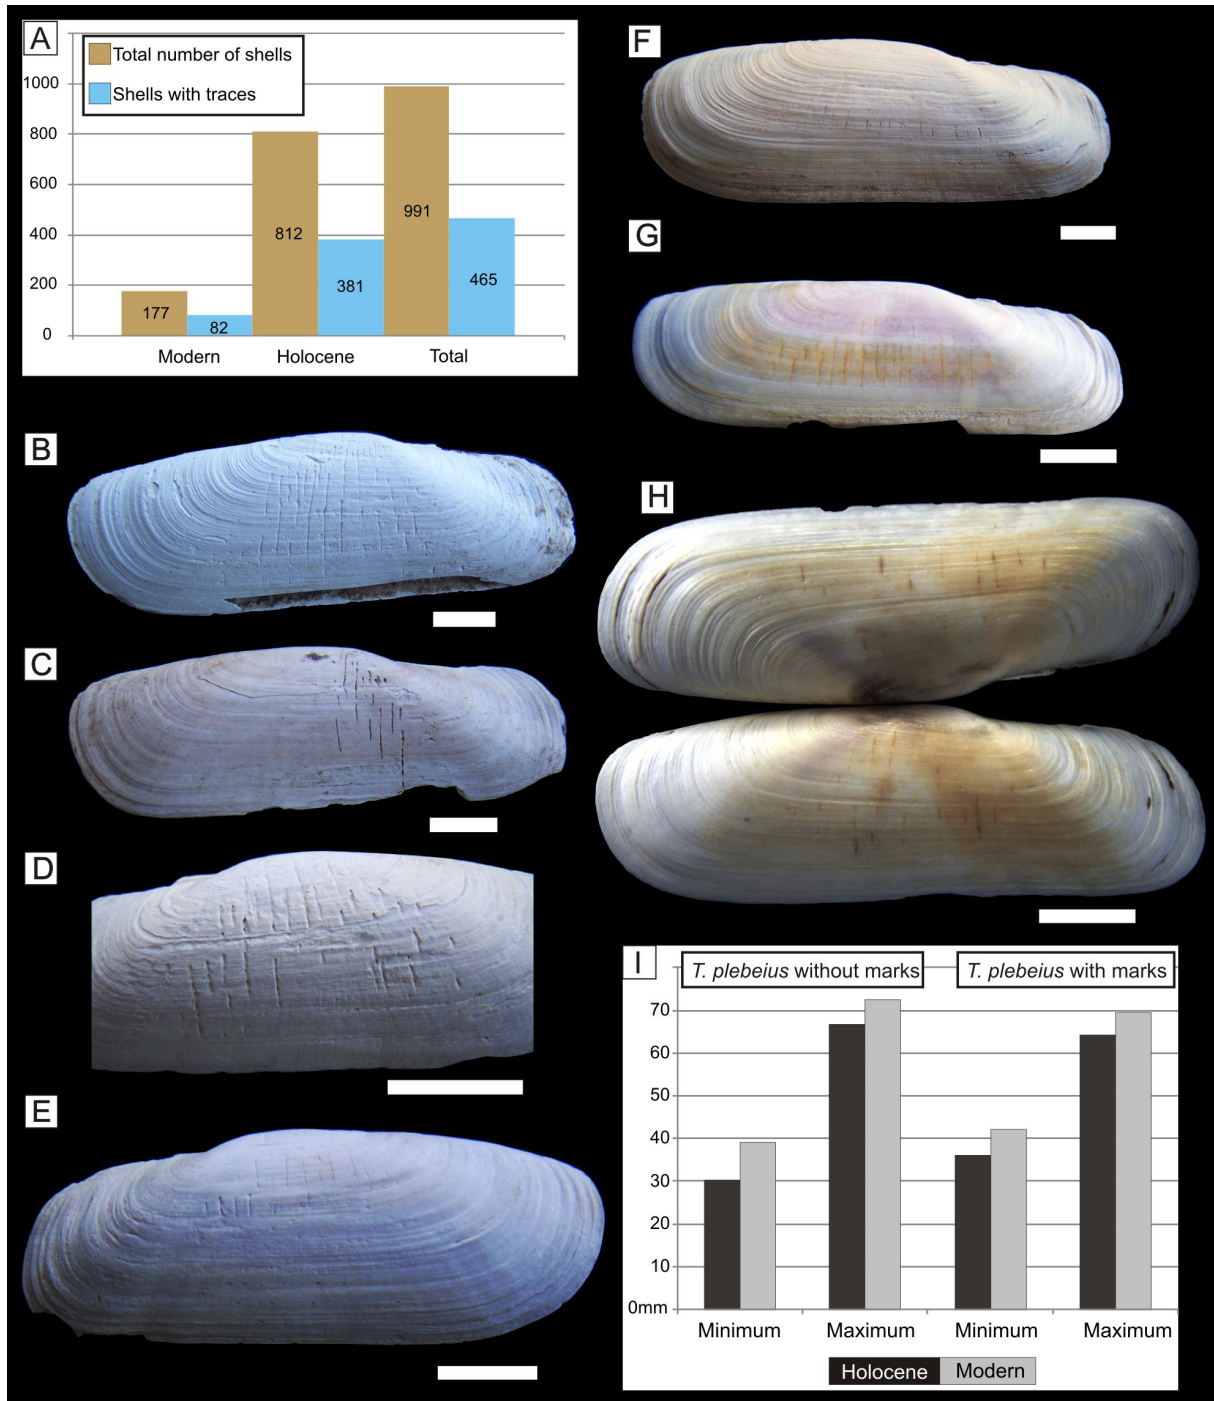 A
Total number of shells
Shells with traces
1000
800
600
400
200
0
177
82
812
381
991
465
Modern Holocene Total
B
C
D
E
F
G
H
I
T. plebeius without marks
T. plebeius with marks
70
60
50
40
30
20
10
0mm
Minimum Maximum Minimum Maximum
Holocene Modern